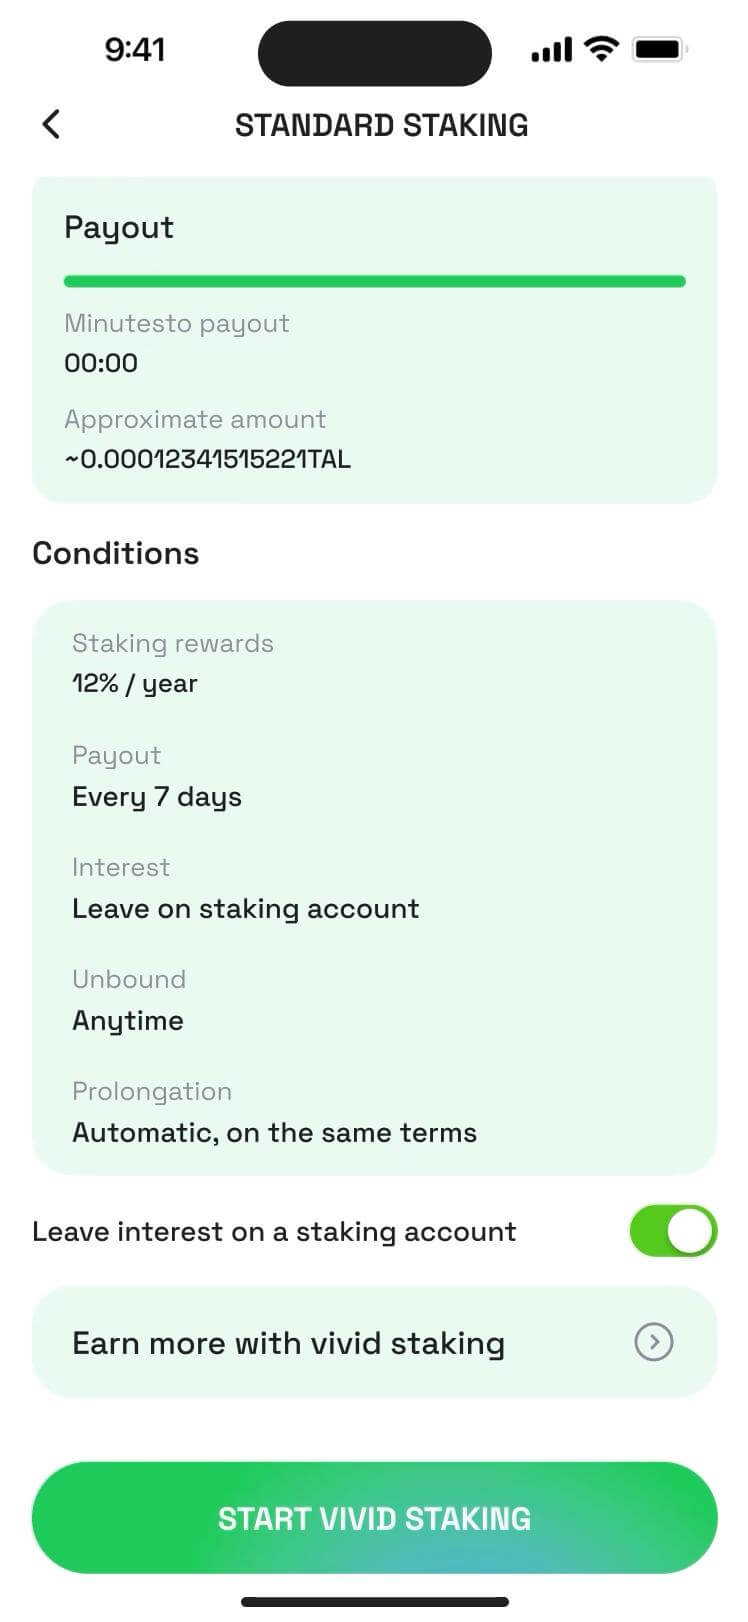 9:41
STANDARD STAKING
Payout
Minutesto payout
00:00
Approximate amount
~0.00012341515221TAL
Conditions
Staking rewards
12% / year
Payout
Every 7 days
Interest
Leave on staking account
Unbound
Anytime
Prolongation
Automatic, on the same terms
Leave interest on a staking account
Earn more with vivid staking
START VIVID STAKING